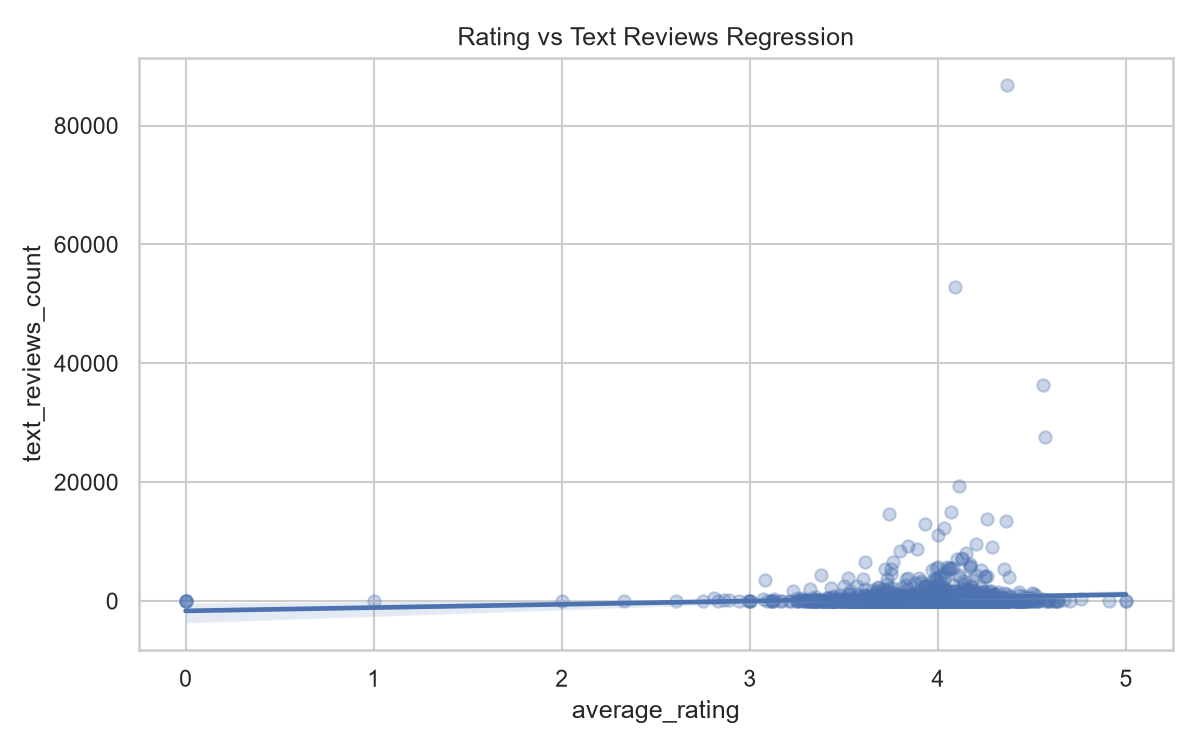 Rating vs Text Reviews Regression
80000
60000
40000
20000
0
text_reviews_count
0 1 2 3 4 5
average_rating